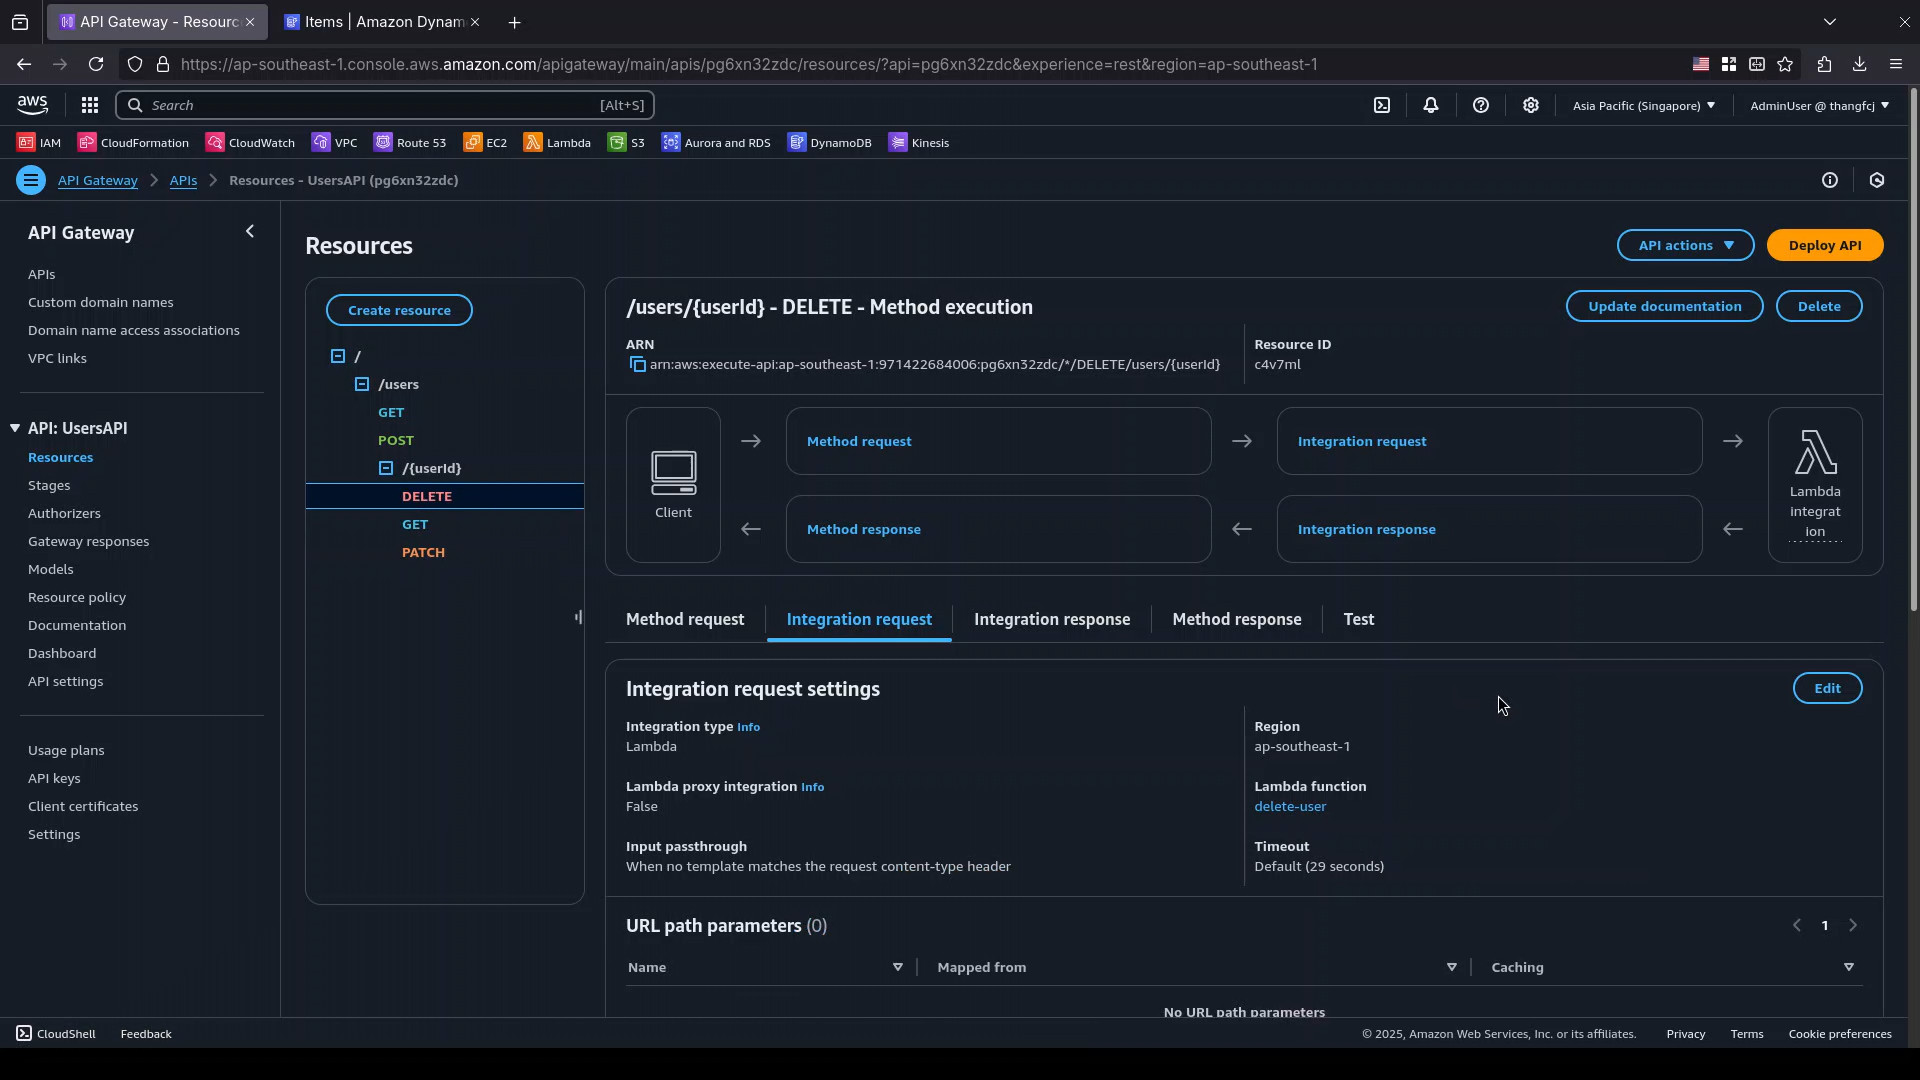 API Gateway - Resourc
Items | Amazon Dynam
https://ap-southeast-1.console.aws.amazon.com/apigateway/main/apis/pg6xn32zdc/resources/?api=pg6xn32zdc&experience=rest&region=ap-southeast-1
aws
Search [Alt+S]
Asia Pacific (Singapore)
AdminUser @ thangfcj
IAM CloudFormation CloudWatch VPC Route 53 EC2 Lambda S3 Aurora and RDS DynamoDB Kinesis
API Gateway APIs Resources - UsersAPI (pg6xn32zdc)
API Gateway
APIs
Custom domain names
Domain name access associations
VPC links
API: UsersAPI
Resources
Stages
Authorizers
Gateway responses
Models
Resource policy
Documentation
Dashboard
API settings
Usage plans
API keys
Client certificates
Settings
Resources
API actions
Deploy API
Create resource
/
/users
GET
POST
/{userId}
DELETE
GET
PATCH
/users/{userId} - DELETE - Method execution
Update documentation
Delete
ARN
arn:aws:execute-api:ap-southeast-1:971422684006:pg6xn32zdc/*/DELETE/users/{userId}
Resource ID
c4v7ml
Client
Method request
Integration request
Method response
Integration response
Lambda
integrat
ion
Method request Integration request Integration response Method response Test
Integration request settings
Edit
Integration type Info
Lambda
Region
ap-southeast-1
Lambda proxy integration Info
False
Lambda function
delete-user
Input passthrough
When no template matches the request content-type header
Timeout
Default (29 seconds)
URL path parameters (0)
1
Name Mapped from Caching
No URL path parameters
CloudShell Feedback
© 2025, Amazon Web Services, Inc. or its affiliates. Privacy Terms Cookie preferences